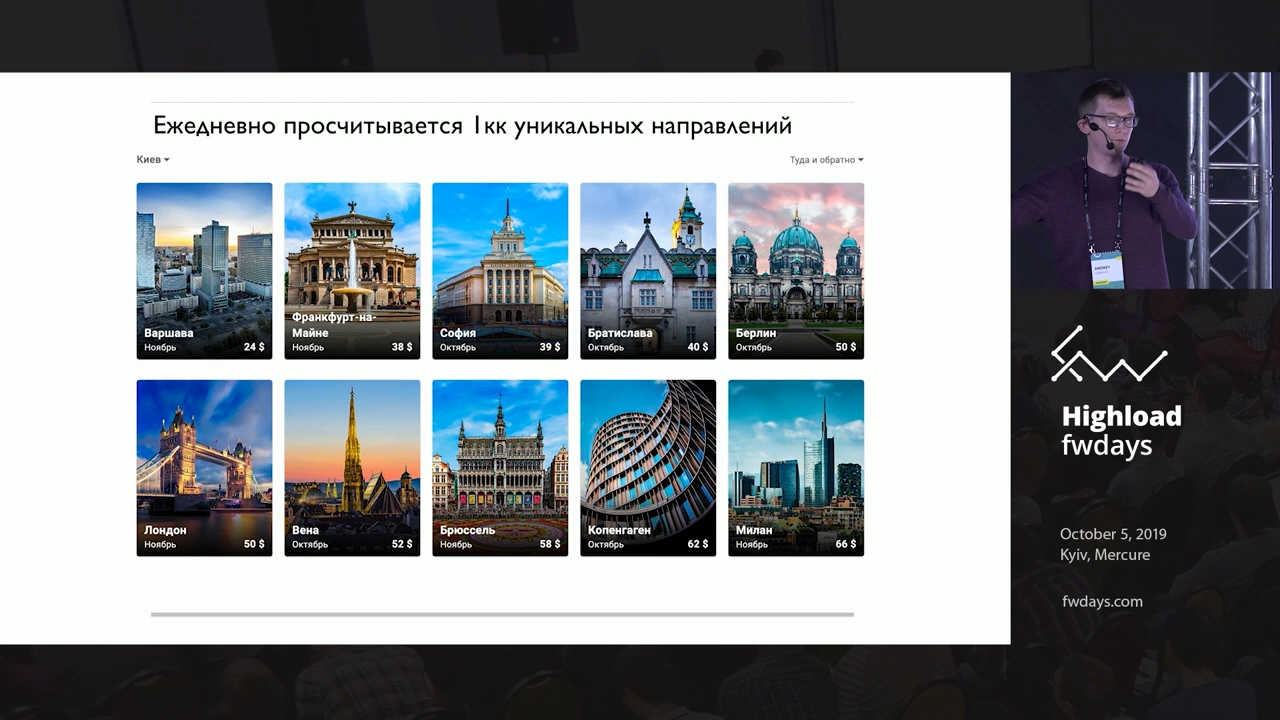 Ежедневно просчитывается 1кк уникальных направлений
Киев
Туда и обратно
Варшава
Ноябрь 24 $
Франкфурт-на-
Майне
Ноябрь 38 $
София
Октябрь 39 $
Братислава
Октябрь 40 $
Берлин
Октябрь 50 $
Лондон
Ноябрь 50 $
Вена
Октябрь 52 $
Брюссель
Ноябрь 58 $
Копенгаген
Октябрь 62 $
Милан
Ноябрь 66 $
ANDREY
Highload
fwdays
October 5, 2019
Kyiv, Mercure
fwdays.com